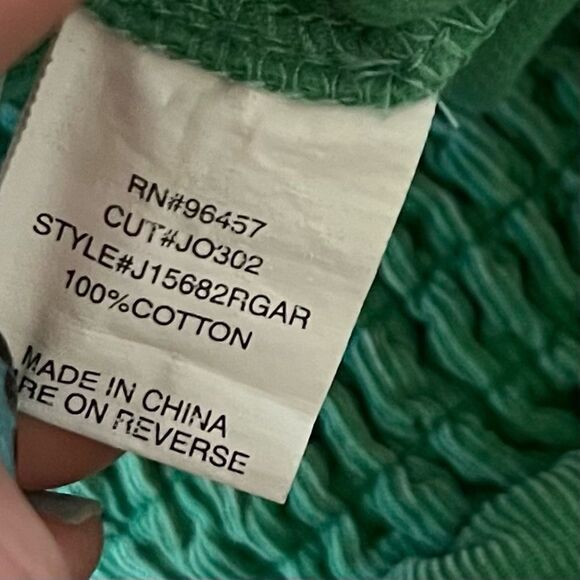 RN#96457
CUT#JO302
STYLE#J15682RGAR
100%COTTON
MADE IN CHINA
RE ON REVERSE